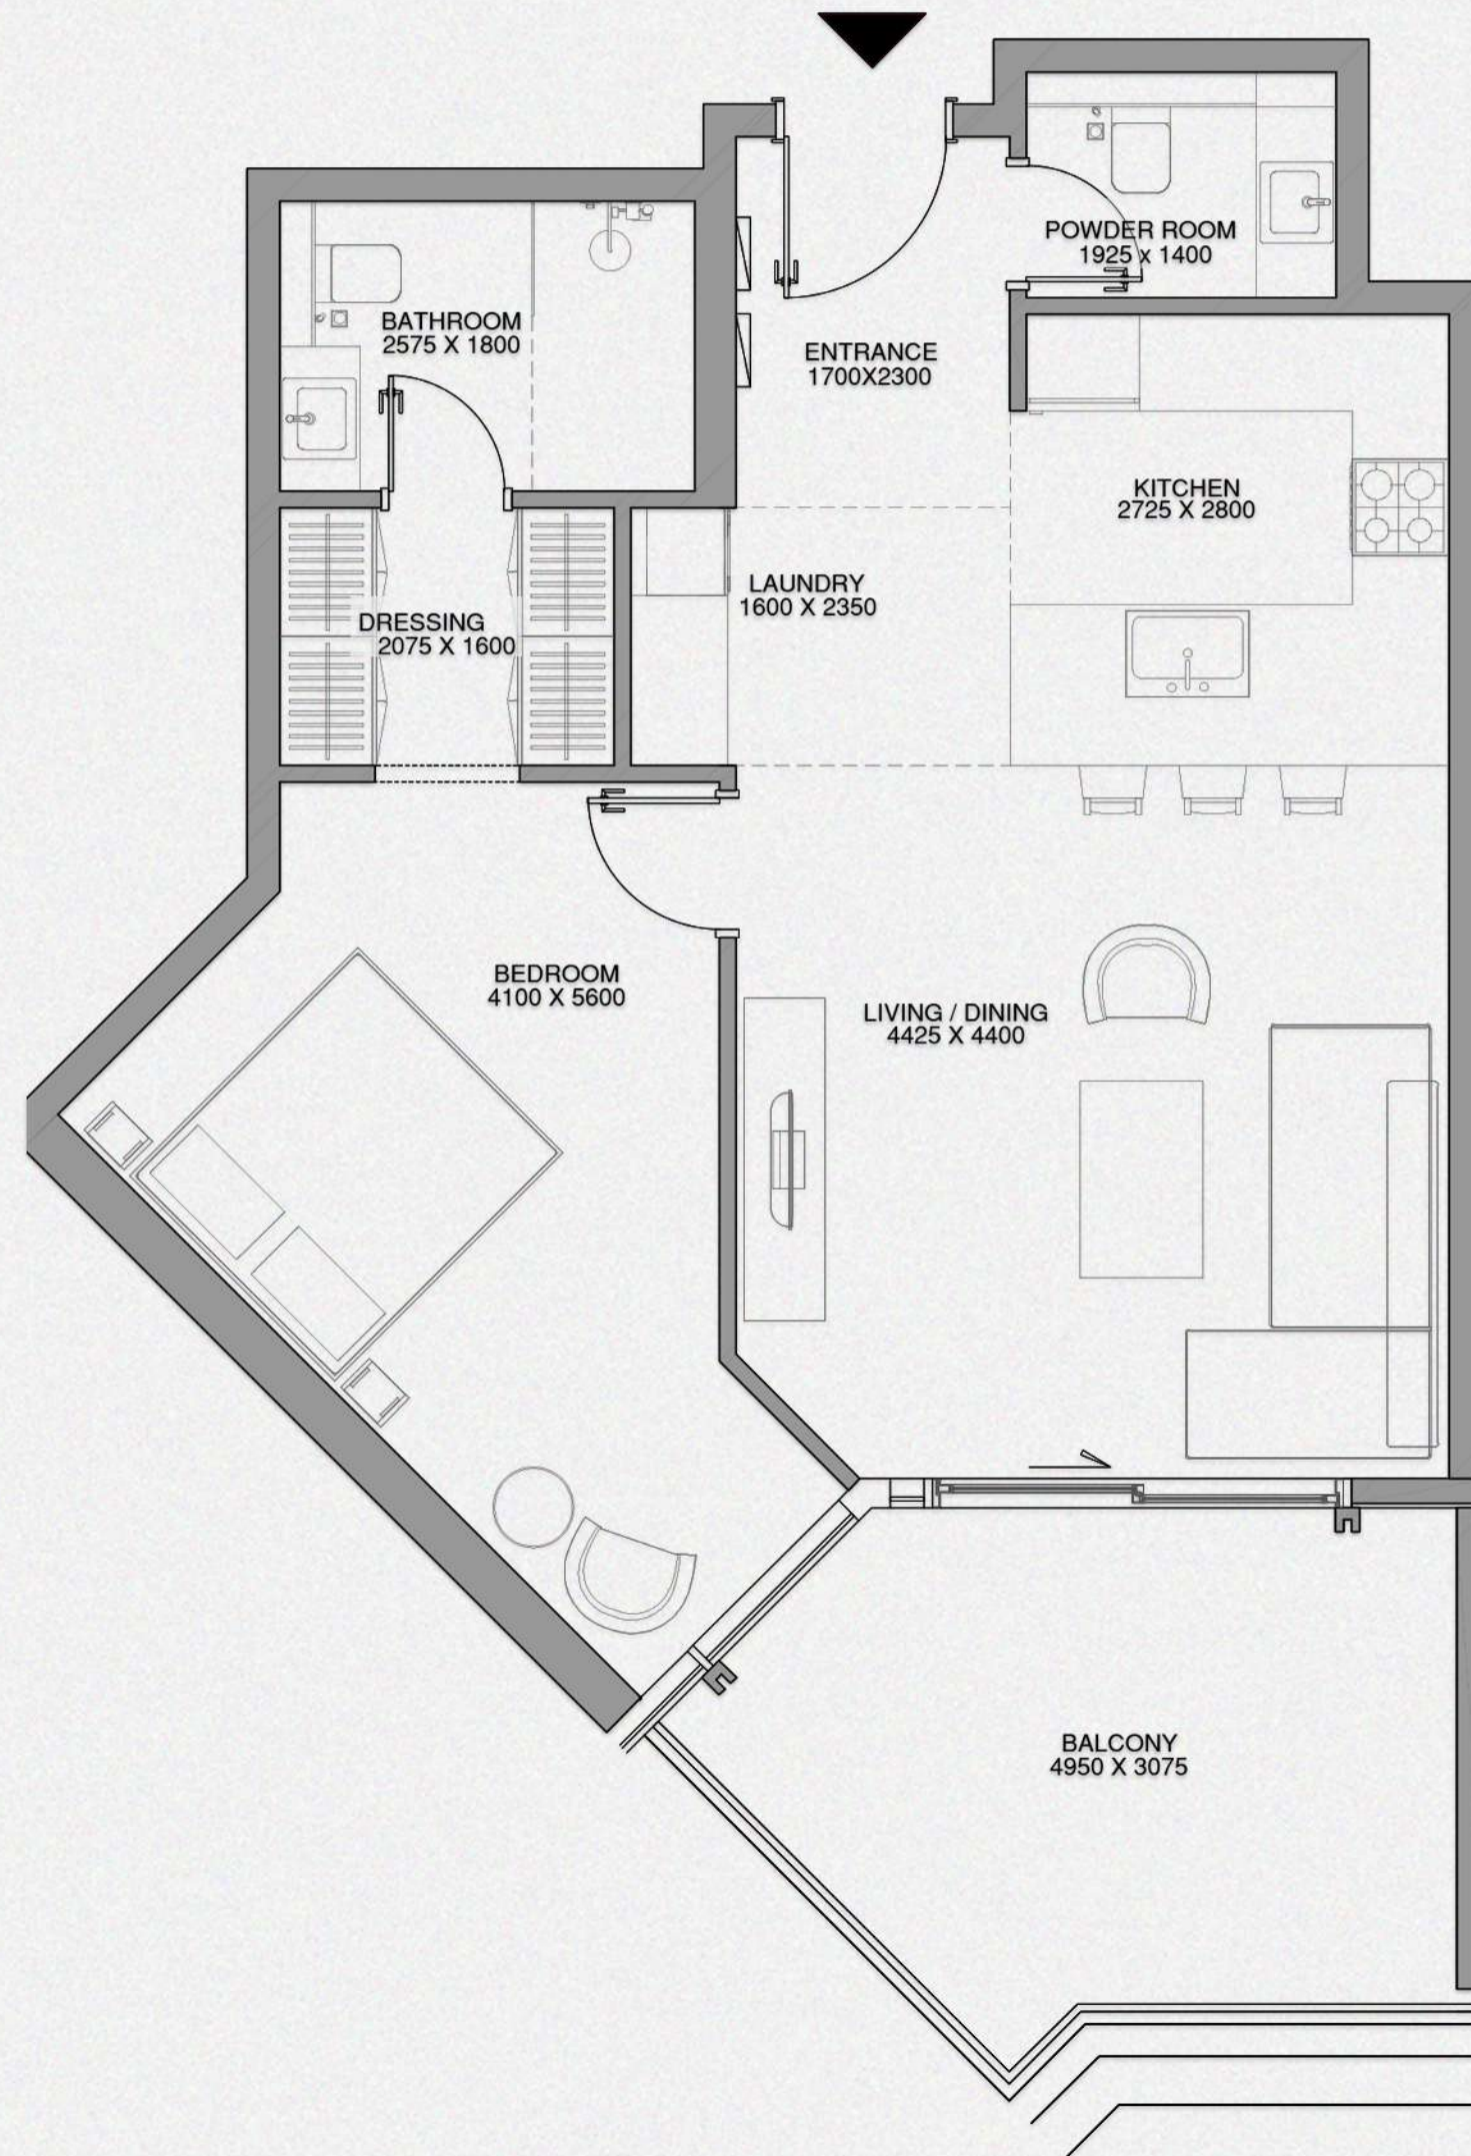 POWDER ROOM
1925 x 1400
BATHROOM
2575 X 1800
ENTRANCE
1700X2300
KITCHEN
2725 X 2800
LAUNDRY
1600 X 2350
DRESSING
2075 X 1600
BEDROOM
4100 X 5600
LIVING / DINING
4425 X 4400
BALCONY
4950 X 3075